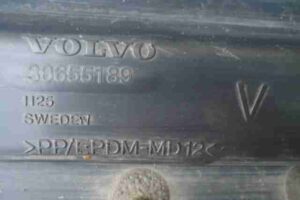 VOLVO
30655189
1125
SWEDEN
V
>PP/EPDM-MD12<